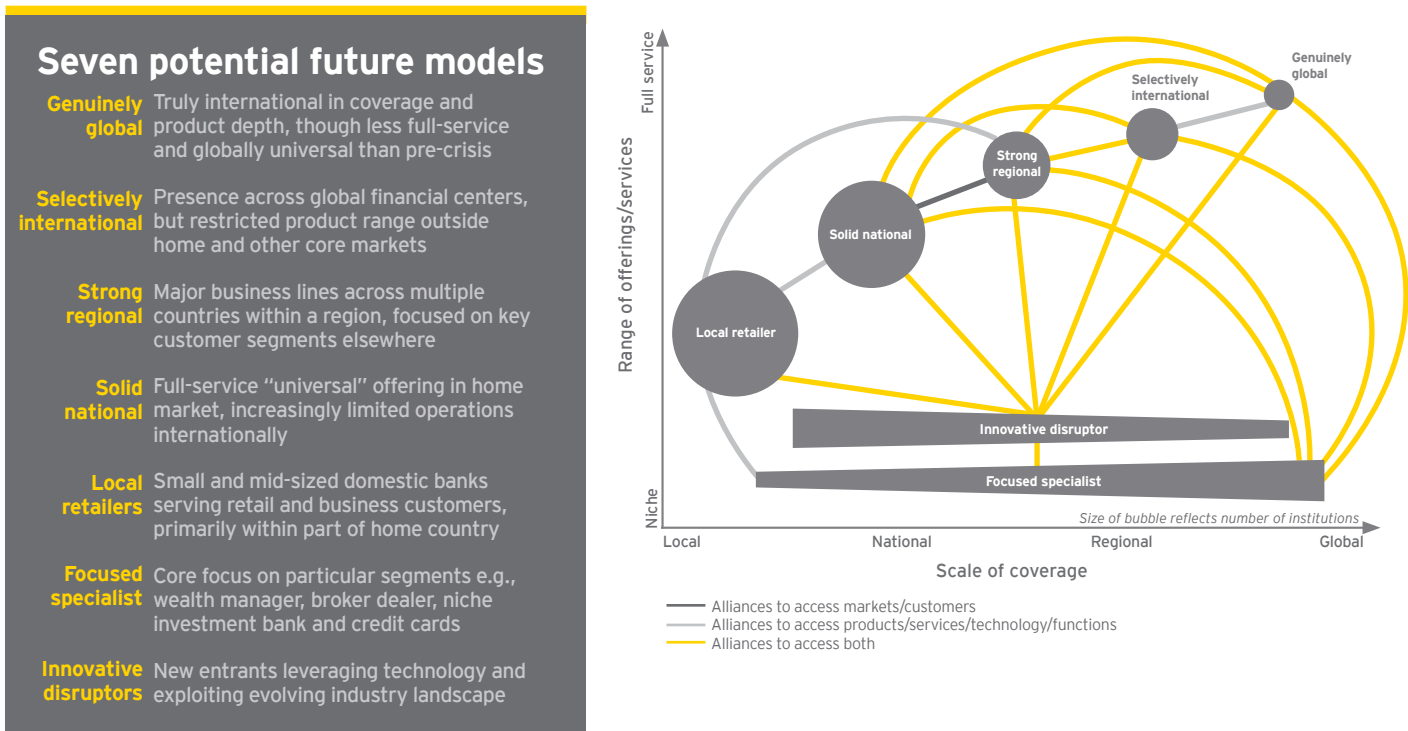 Seven potential future models
Genuinely
global
Truly international in coverage and
product depth, though less full-service
and globally universal than pre-crisis
Selectively
international
Presence across global financial centers,
but restricted product range outside
home and other core markets
Strong
regional
Major business lines across multiple
countries within a region, focused on key
customer segments elsewhere
Solid
national
Full-service “universal” offering in home
market, increasingly limited operations
internationally
Local
retailers
Small and mid-sized domestic banks
serving retail and business customers,
primarily within part of home country
Focused
specialist
Core focus on particular segments e.g.,
wealth manager, broker dealer, niche
investment bank and credit cards
Innovative
disruptors
New entrants leveraging technology and
exploiting evolving industry landscape
Range of offerings/services
Full service
Niche
Genuinely
global
Selectively
international
Strong
regional
Solid national
Local retailer
Innovative disruptor
Focused specialist
Size of bubble reflects number of institutions
Local
National
Regional
Global
Scale of coverage
Alliances to access markets/customers
Alliances to access products/services/technology/functions
Alliances to access both